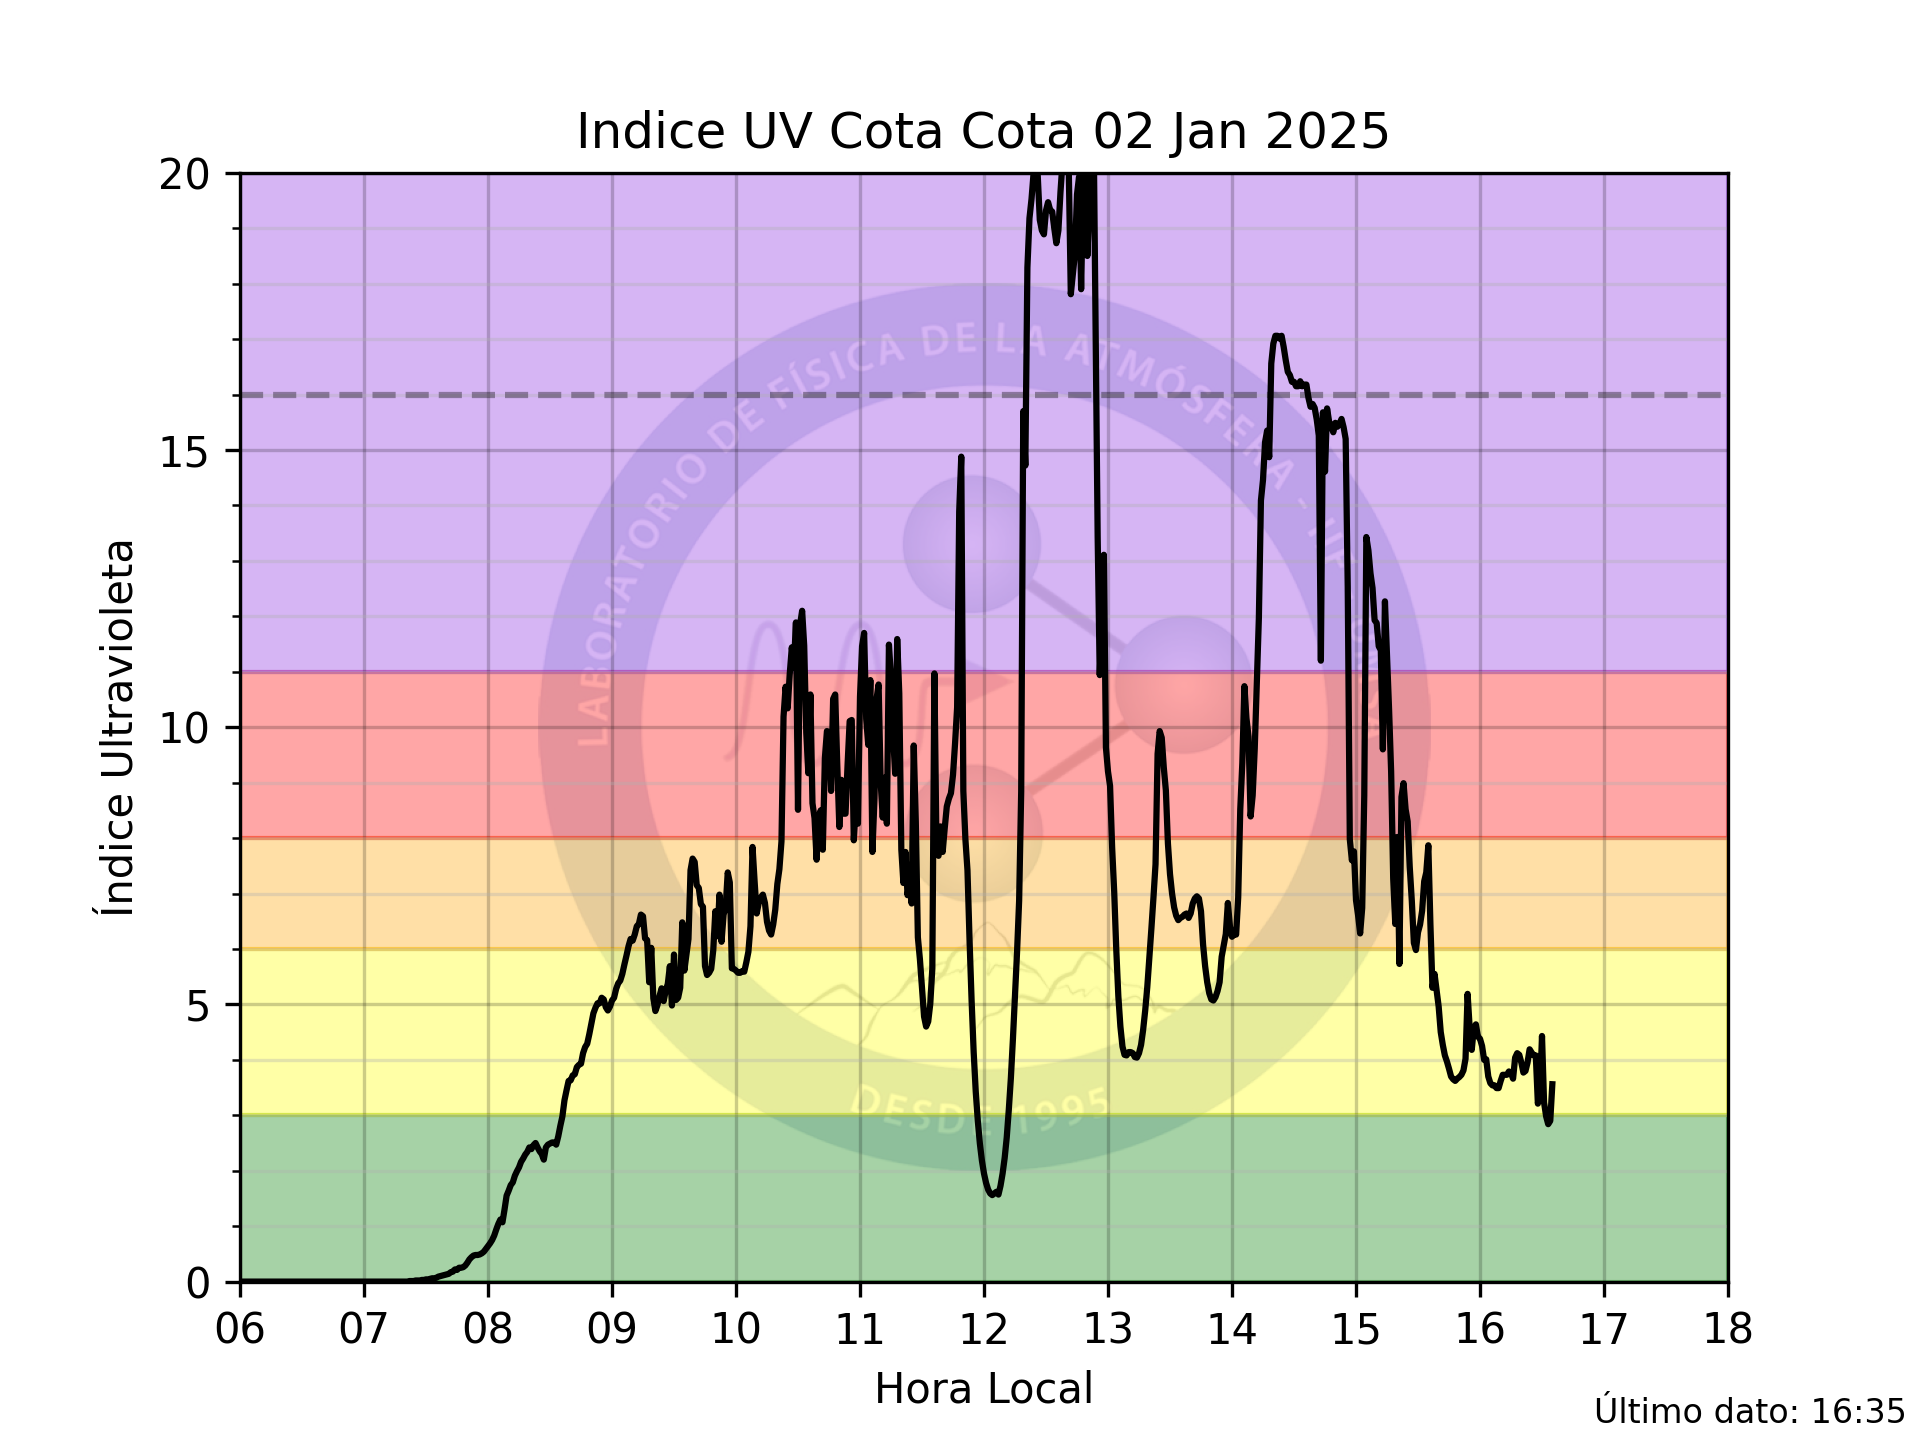 Indice UV Cota Cota 02 Jan 2025
20
15
10
5
0
Índice Ultravioleta
LABORATORIO DE FÍSICA DE LA ATMÓSFERA - IIF
DESDE 1995
06 07 08 09 10 11 12 13 14 15 16 17 18
Hora Local
Último dato: 16:35